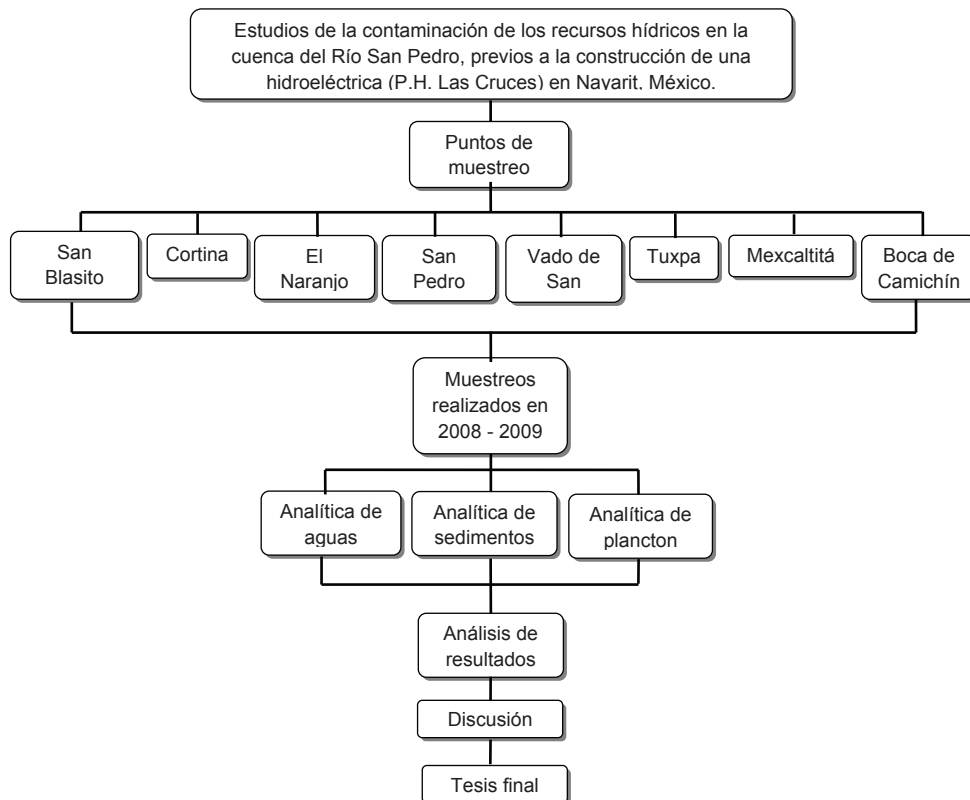 Estudios de la contaminación de los recursos hídricos en la
cuenca del Río San Pedro, previos a la construcción de una
hidroeléctrica (P.H. Las Cruces) en Nayarit, México.
Puntos de
muestreo
San
Blasito
Cortina
El
Naranjo
San
Pedro
Vado de
San
Tuxpa
Mexcaltitá
Boca de
Camichín
Muestreos
realizados en
2008 - 2009
Analítica de
aguas
Analítica de
sedimentos
Analítica de
plancton
Análisis de
resultados
Discusión
Tesis final